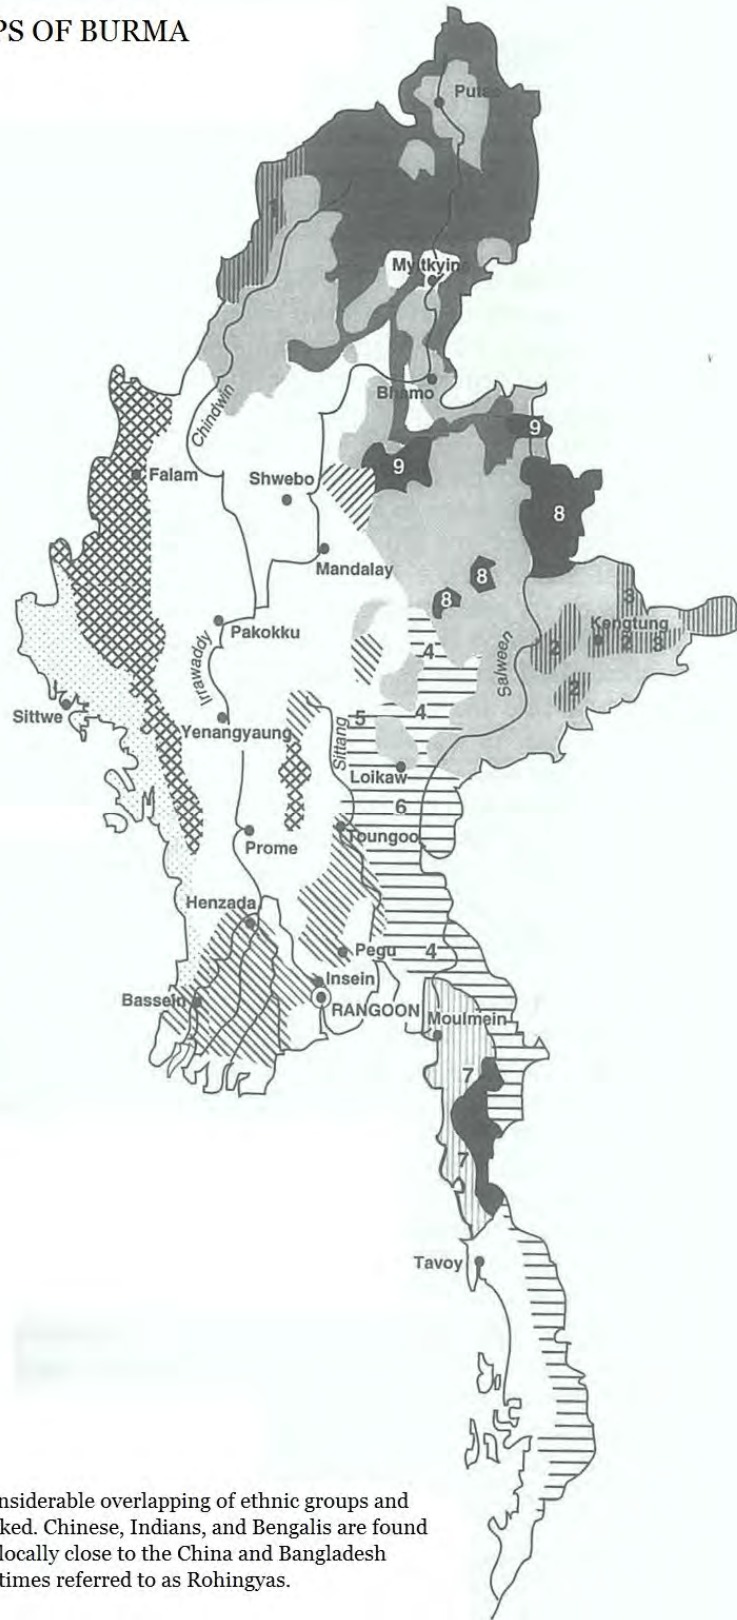 PS OF BURMA
Putao
1
Myitkyina
Bhamo
Chindwin
9
9
Falam
Shwebo
8
Mandalay
8
8
3
Kengtung
2
2
3
Pakokku
Irrawaddy
4
Salween
2
Sittwe
Yenangyaung
5
4
Sittang
Loikaw
6
Toungoo
Prome
Henzada
Pegu
4
Insein
Bassein
RANGOON
Moulmein
7
7
Tavoy
nsiderable overlapping of ethnic groups and
ked. Chinese, Indians, and Bengalis are found
locally close to the China and Bangladesh
times referred to as Rohingyas.